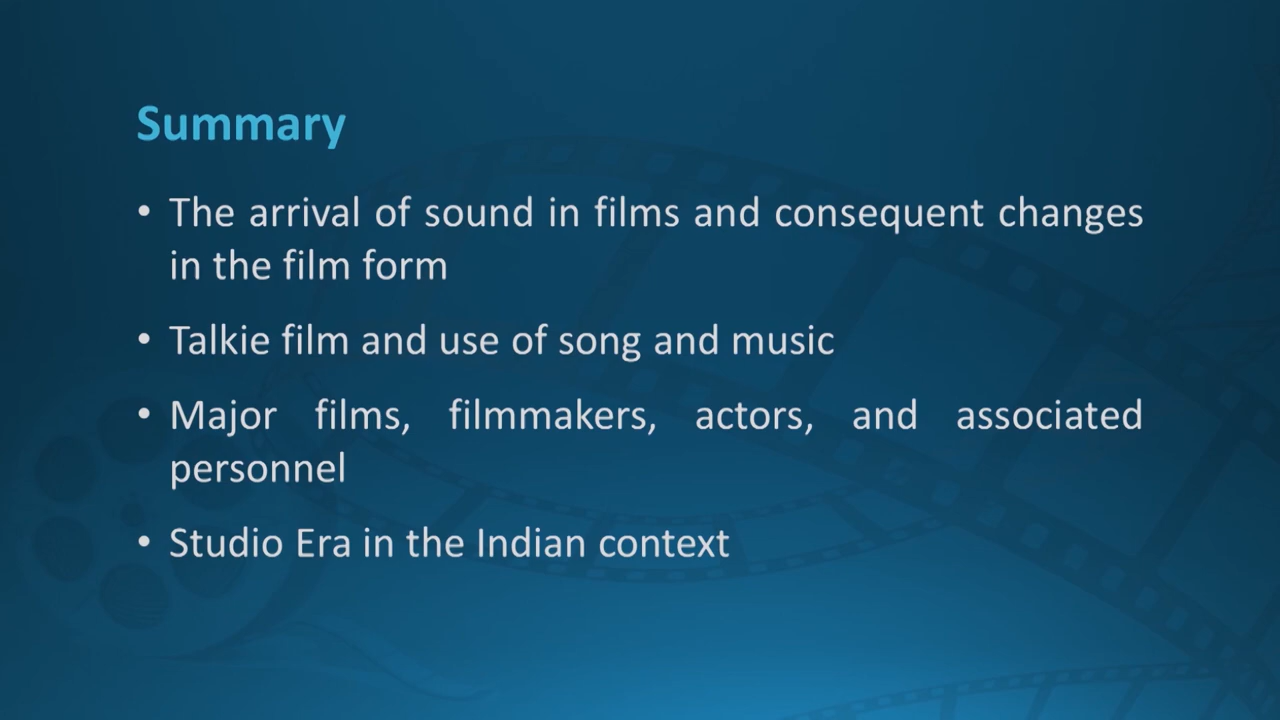 Summary
• The arrival of sound in films and consequent changes
in the film form
• Talkie film and use of song and music
• Major films, filmmakers, actors, and associated
personnel
• Studio Era in the Indian context